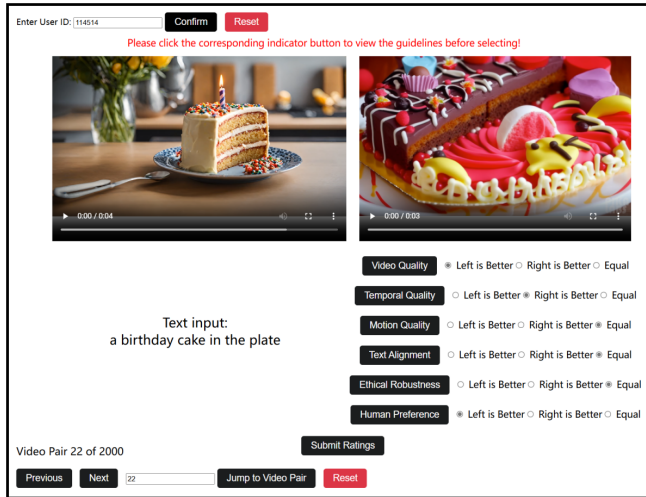 Enter User ID: 114514 Confirm Reset
Please click the corresponding indicator button to view the guidelines before selecting!
0:00 / 0:04
0:00 / 0:03
Video Quality Left is Better Right is Better Equal
Temporal Quality Left is Better Right is Better Equal
Motion Quality Left is Better Right is Better Equal
Text Alignment Left is Better Right is Better Equal
Ethical Robustness Left is Better Right is Better Equal
Human Preference Left is Better Right is Better Equal
Text input:
a birthday cake in the plate
Submit Ratings
Video Pair 22 of 2000
Previous Next 22 Jump to Video Pair Reset